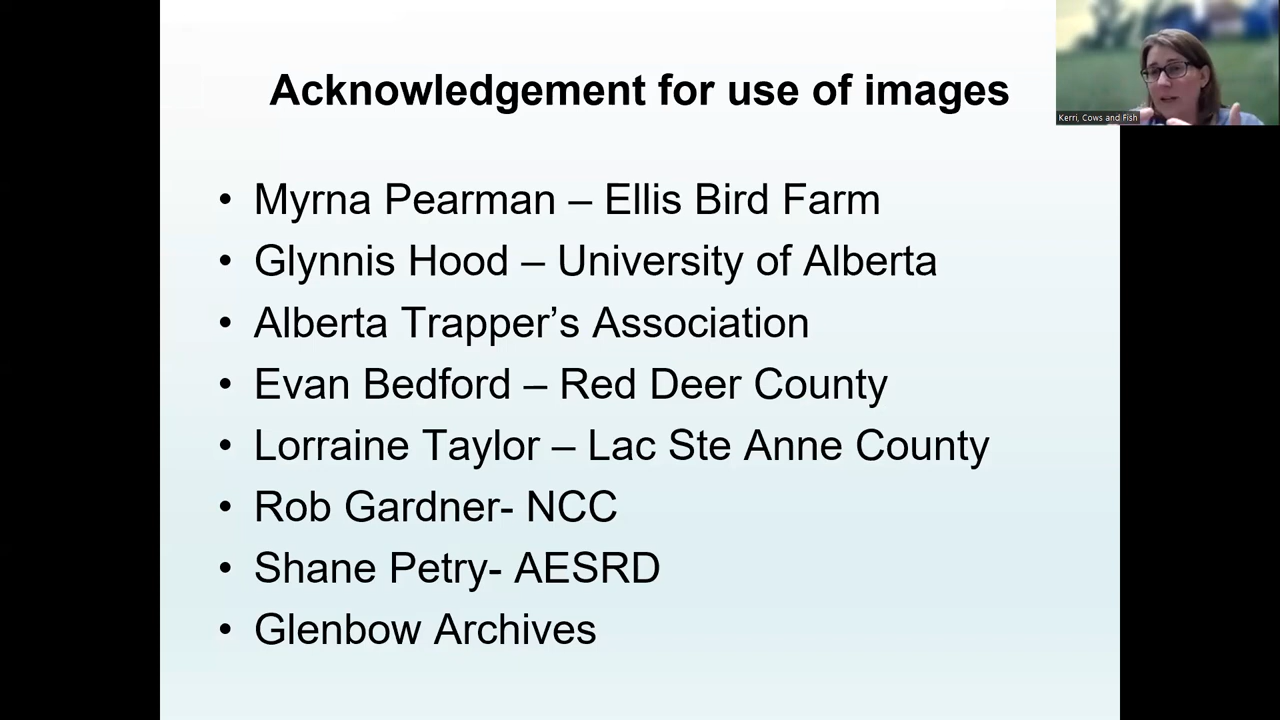 Acknowledgement for use of images
Kerri, Cows and Fish
• Myrna Pearman – Ellis Bird Farm
• Glynnis Hood – University of Alberta
• Alberta Trapper’s Association
• Evan Bedford – Red Deer County
• Lorraine Taylor – Lac Ste Anne County
• Rob Gardner- NCC
• Shane Petry- AESRD
• Glenbow Archives